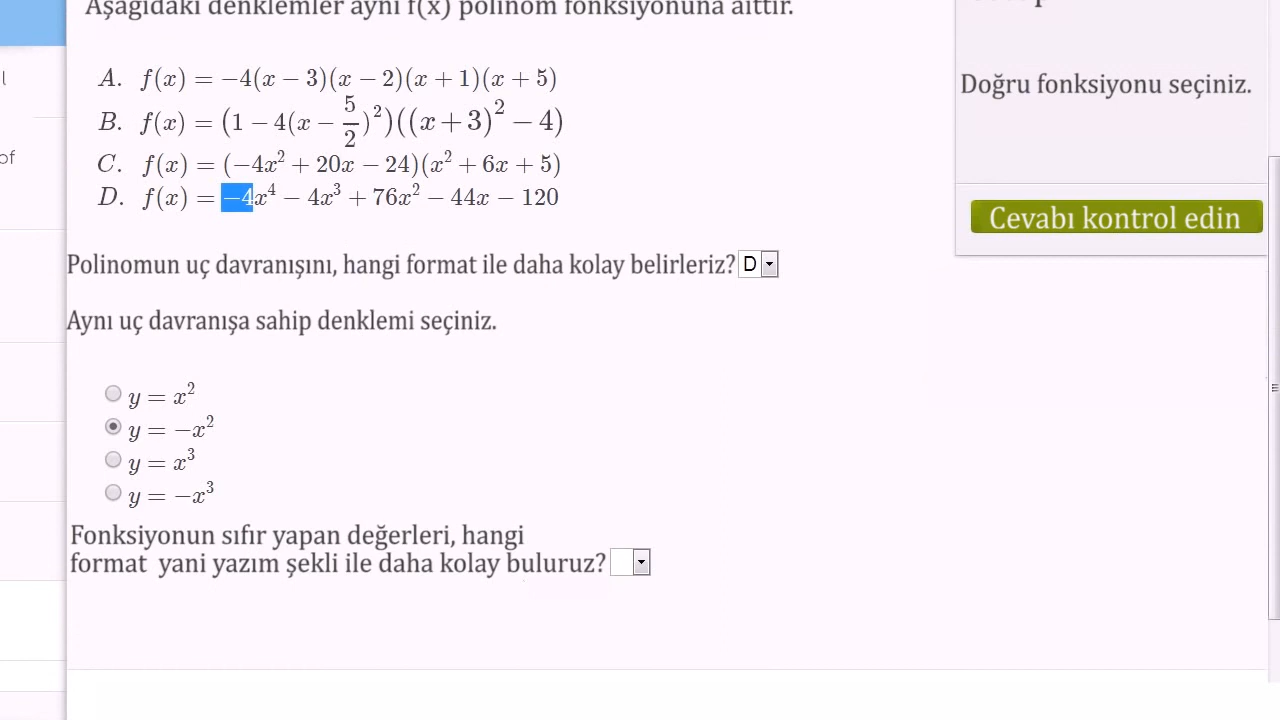 Aşağıdaki denklemler aynı f(x) polinom fonksiyonuna aittir.
A. f(x) = −4(x − 3)(x − 2)(x + 1)(x + 5)
B. f(x) = (1 − 4(x − 5/2)²)((x + 3)² − 4)
C. f(x) = (−4x² + 20x − 24)(x² + 6x + 5)
D. f(x) = −4x⁴ − 4x³ + 76x² − 44x − 120
Polinomun uç davranışını, hangi format ile daha kolay belirleriz? D
Aynı uç davranışa sahip denklemi seçiniz.
y = x²
y = −x²
y = x³
y = −x³
Fonksiyonun sıfır yapan değerleri, hangi
format yani yazım şekli ile daha kolay buluruz?
Doğru fonksiyonu seçiniz.
Cevabı kontrol edin
l
of